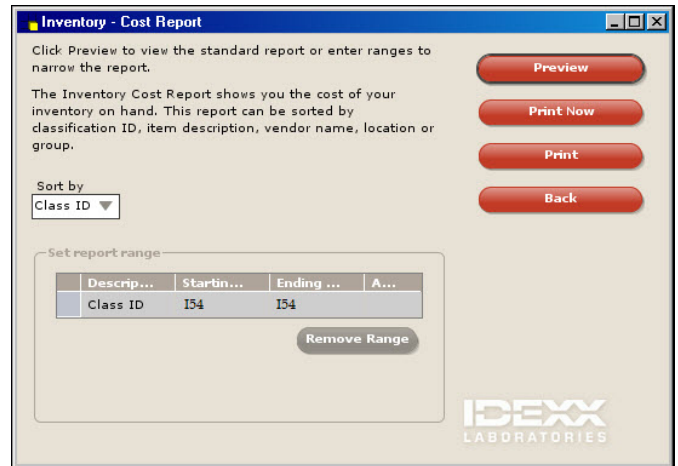 Inventory - Cost Report
Click Preview to view the standard report or enter ranges to
narrow the report.
The Inventory Cost Report shows you the cost of your
inventory on hand. This report can be sorted by
classification ID, item description, vendor name, location or
group.
Preview
Print Now
Print
Back
Sort by
Class ID
Set report range
Descrip... Startin... Ending ... A...
Class ID I54 I54
Remove Range
IDEXX
LABORATORIES